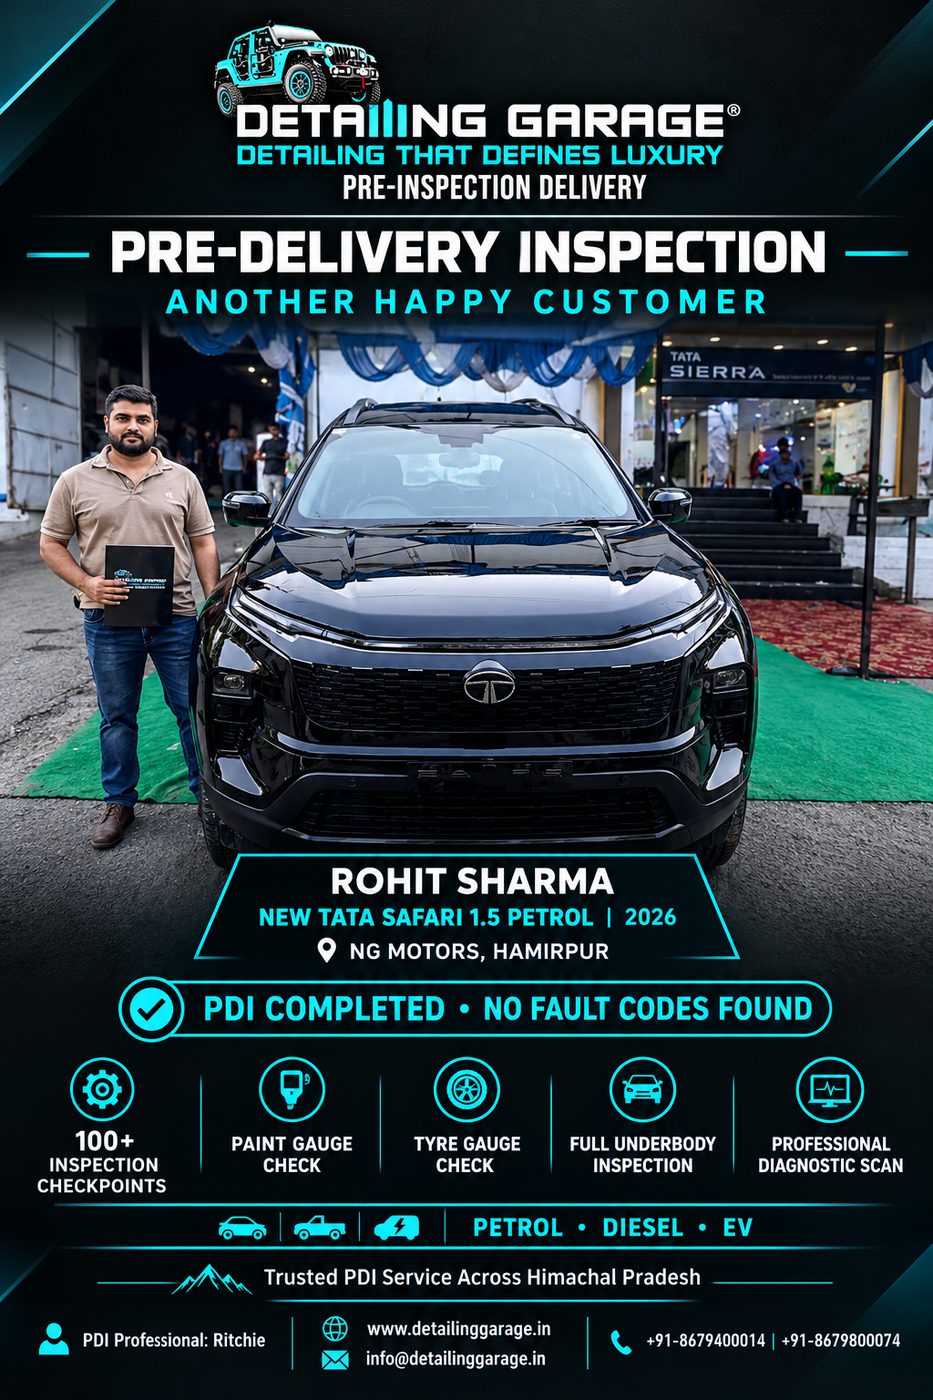 DETAILING GARAGE®
DETAILING THAT DEFINES LUXURY
PRE-INSPECTION DELIVERY
PRE-DELIVERY INSPECTION
ANOTHER HAPPY CUSTOMER
TATA
SIERRA
ROHIT SHARMA
NEW TATA SAFARI 1.5 PETROL | 2026
NG MOTORS, HAMIRPUR
PDI COMPLETED • NO FAULT CODES FOUND
100+
INSPECTION
CHECKPOINTS
PAINT GAUGE
CHECK
TYRE GAUGE
CHECK
FULL UNDERBODY
INSPECTION
PROFESSIONAL
DIAGNOSTIC SCAN
PETROL • DIESEL • EV
Trusted PDI Service Across Himachal Pradesh
PDI Professional: Ritchie
www.detailinggarage.in
info@detailinggarage.in
+91-8679400014 | +91-8679800074